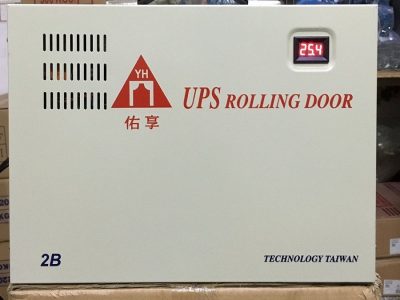 25.4
YH
UPS ROLLING DOOR
佑享
2B
TECHNOLOGY TAIWAN